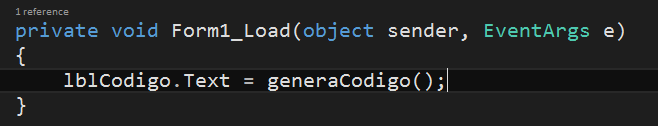 1 reference
private void Form1_Load(object sender, EventArgs e)
{
lblCodigo.Text = generaCodigo();
}